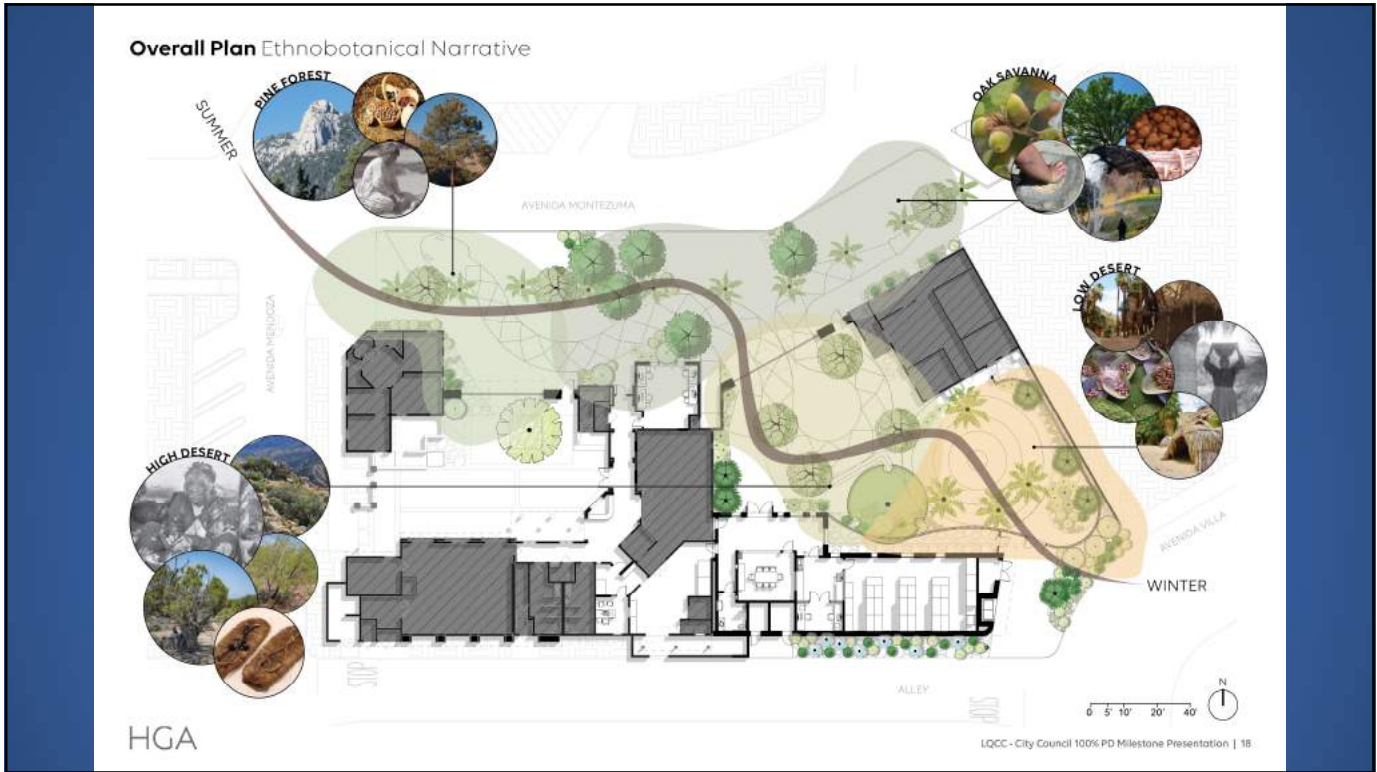 Overall Plan Ethnobotanical Narrative
SUMMER
PINE FOREST
OAK SAVANNA
AVENIDA MONTEZUMA
LOW DESERT
AVENIDA MENDOZA
HIGH DESERT
AVENIDA VILLA
WINTER
STOP
ALLEY
STOP
N
0 5' 10' 20' 40'
HGA
LQCC - City Council 100% PD Milestone Presentation | 18